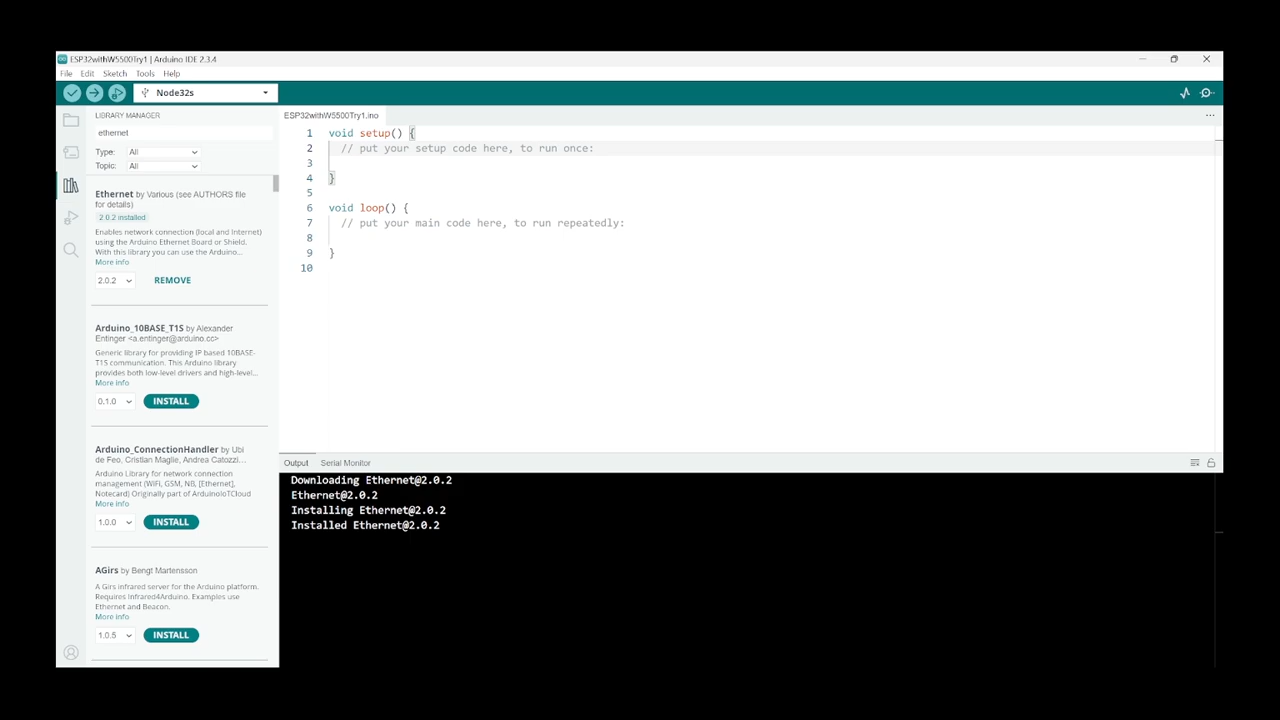 ESP32withW5500Try1 | Arduino IDE 2.3.4
File Edit Sketch Tools Help
Node32s
LIBRARY MANAGER
ethernet
Type: All
Topic: All
Ethernet by Various (see AUTHORS file
for details)
2.0.2 installed
Enables network connection (local and Internet)
using the Arduino Ethernet Board or Shield.
With this library you can use the Arduino...
More info
2.0.2 REMOVE
Arduino_10BASE_T1S by Alexander
Entinger <a.entinger@arduino.cc>
Generic library for providing IP based 10BASE-
T1S communication. This Arduino library
provides both low-level drivers and high-level...
More info
0.1.0 INSTALL
Arduino_ConnectionHandler by Ubi
de Feo, Cristian Maglie, Andrea Catozzi...
Arduino Library for network connection
management (WiFi, GSM, NB, [Ethernet],
Notecard) Originally part of ArduinoIoTCloud
More info
1.0.0 INSTALL
AGirs by Bengt Martensson
A Girs infrared server for the Arduino platform.
Requires Infrared4Arduino. Examples use
Ethernet and Beacon.
More info
1.0.5 INSTALL
ESP32withW5500Try1.ino
1 void setup() {
2 // put your setup code here, to run once:
3
4 }
5
6 void loop() {
7 // put your main code here, to run repeatedly:
8
9 }
10
Output Serial Monitor
Downloading Ethernet@2.0.2
Ethernet@2.0.2
Installing Ethernet@2.0.2
Installed Ethernet@2.0.2